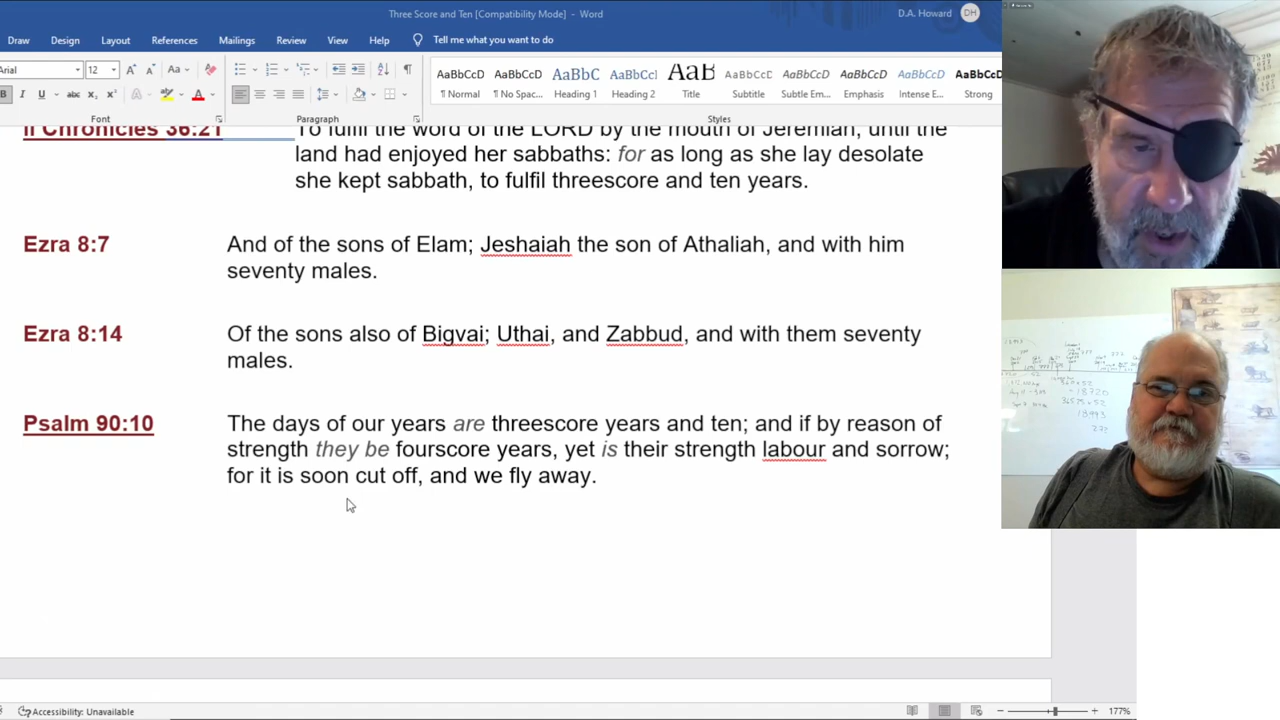 Three Score and Ten [Compatibility Mode] - Word
D.A. Howard DH
Draw Design Layout References Mailings Review View Help Tell me what you want to do
Arial 12 Aa
AaBbCcD AaBbCcD AaBbC AaBbCc AaB AaBbCcD AaBbCcD AaBbCcD AaBbCcD AaBbCcD
¶ Normal ¶ No Spac... Heading 1 Heading 2 Title Subtitle Subtle Em... Emphasis Intense E... Strong
Font Paragraph Styles
II Chronicles 36:21 To fulfil the word of the LORD by the mouth of Jeremiah, until the
land had enjoyed her sabbaths: for as long as she lay desolate
she kept sabbath, to fulfil threescore and ten years.
Ezra 8:7 And of the sons of Elam; Jeshaiah the son of Athaliah, and with him
seventy males.
Ezra 8:14 Of the sons also of Bigvai; Uthai, and Zabbud, and with them seventy
males.
Psalm 90:10 The days of our years are threescore years and ten; and if by reason of
strength they be fourscore years, yet is their strength labour and sorrow;
for it is soon cut off, and we fly away.
18720
18993
Accessibility: Unavailable 177%